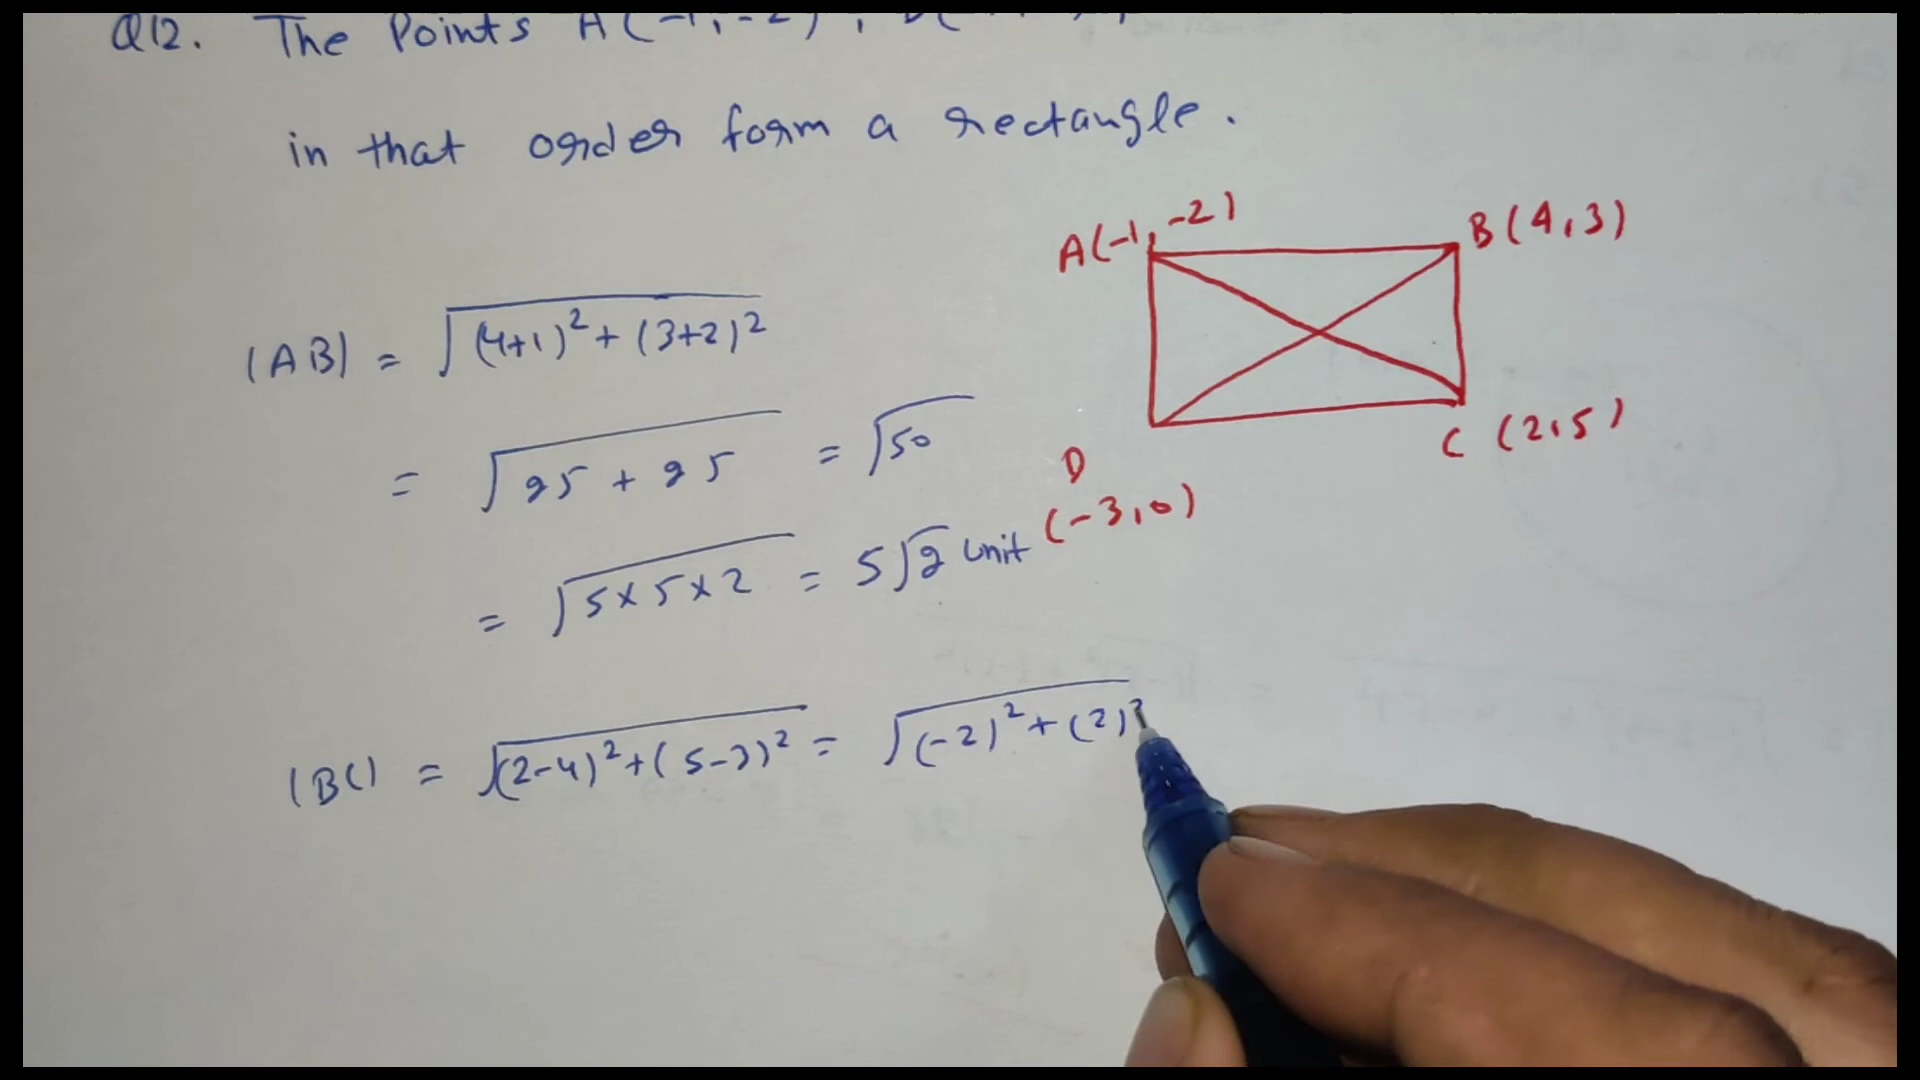 Q12. The Points A(-1,-2),
in that order form a rectangle.
A(-1,-2)
B(4,3)
|AB| = √(4+1)²+(3+2)²
= √25+25 = √50
C (2,5)
D
(-3,0)
= √5×5×2 = 5√2 unit
|BC| = √(2-4)²+(5-3)² = √(-2)²+(2)²